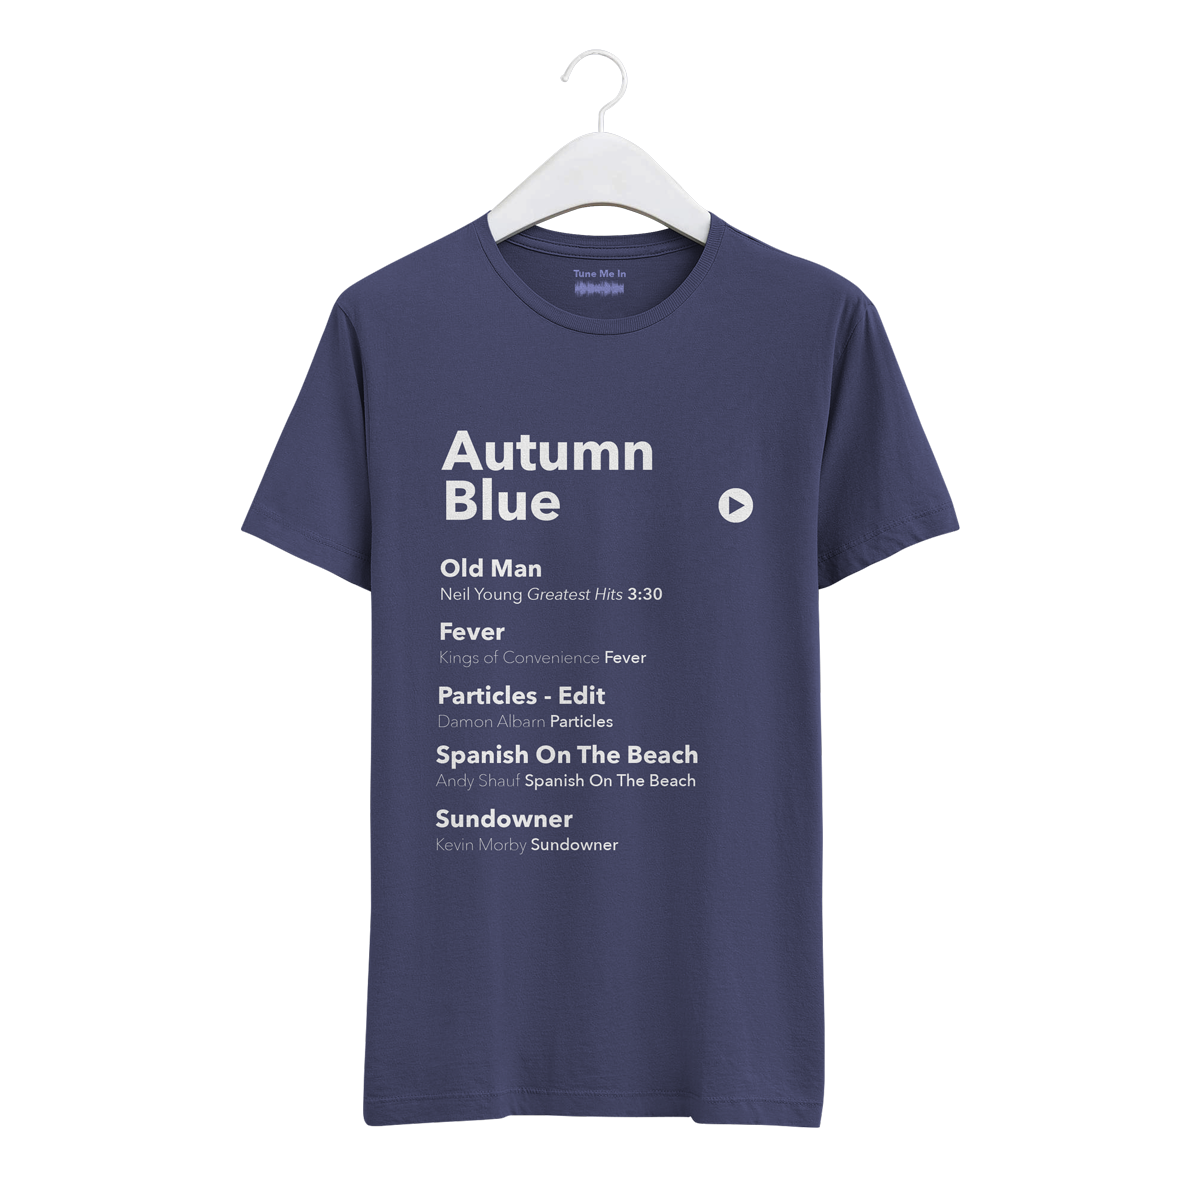 Tune Me In
Autumn
Blue
Old Man
Neil Young Greatest Hits 3:30
Fever
Kings of Convenience Fever
Particles - Edit
Damon Albarn Particles
Spanish On The Beach
Andy Shauf Spanish On The Beach
Sundowner
Kevin Morby Sundowner